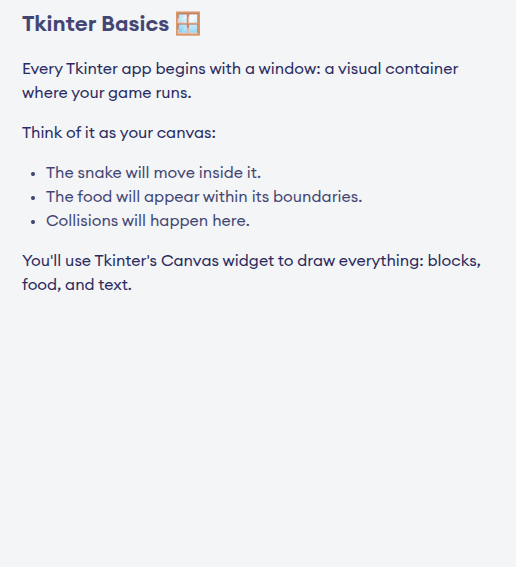 Tkinter Basics 🪟
Every Tkinter app begins with a window: a visual container
where your game runs.
Think of it as your canvas:
• The snake will move inside it.
• The food will appear within its boundaries.
• Collisions will happen here.
You'll use Tkinter's Canvas widget to draw everything: blocks,
food, and text.